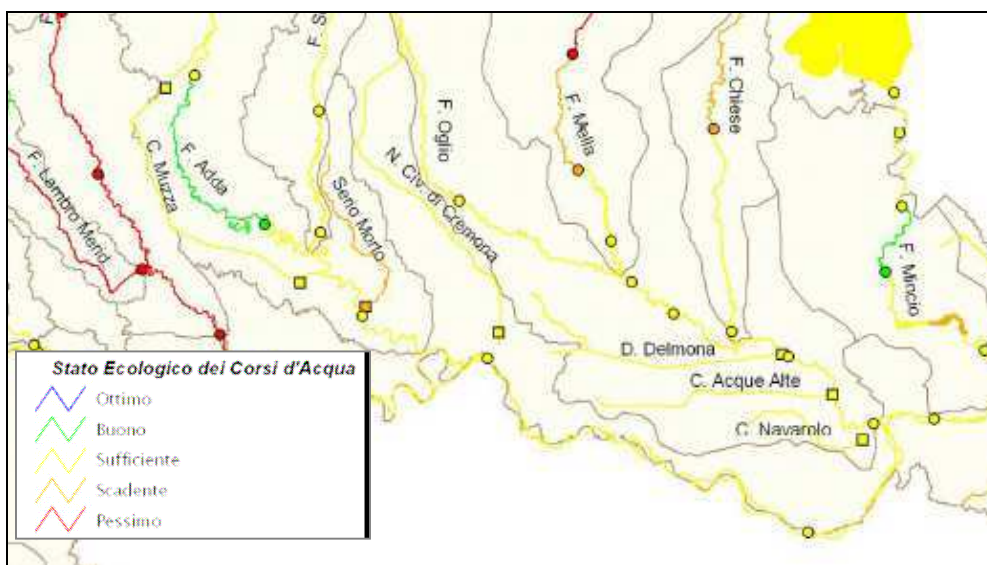 F. S
F. Lambro Merid
C. Muzza
F. Adda
Serio Morto
N. Civ. di Cremona
F. Oglio
F. Mella
F. Chiese
F. Mincio
D. Delmona
C. Acque Alte
C. Navarolo
Stato Ecologico dei Corsi d'Acqua
Ottimo
Buono
Sufficiente
Scadente
Pessimo